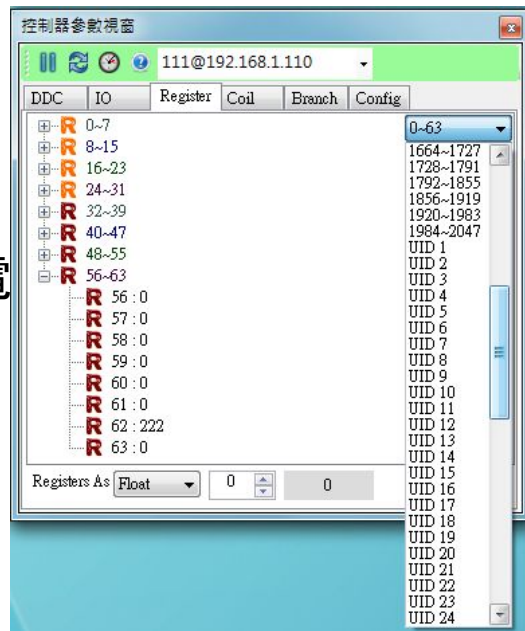 控制器參數視窗
111@192.168.1.110
DDC IO Register Coil Branch Config
0~7
8~15
16~23
24~31
32~39
40~47
48~55
56~63
56 : 0
57 : 0
58 : 0
59 : 0
60 : 0
61 : 0
62 : 222
63 : 0
Registers As Float 0 0
0~63
1664~1727
1728~1791
1792~1855
1856~1919
1920~1983
1984~2047
UID 1
UID 2
UID 3
UID 4
UID 5
UID 6
UID 7
UID 8
UID 9
UID 10
UID 11
UID 12
UID 13
UID 14
UID 15
UID 16
UID 17
UID 18
UID 19
UID 20
UID 21
UID 22
UID 23
UID 24